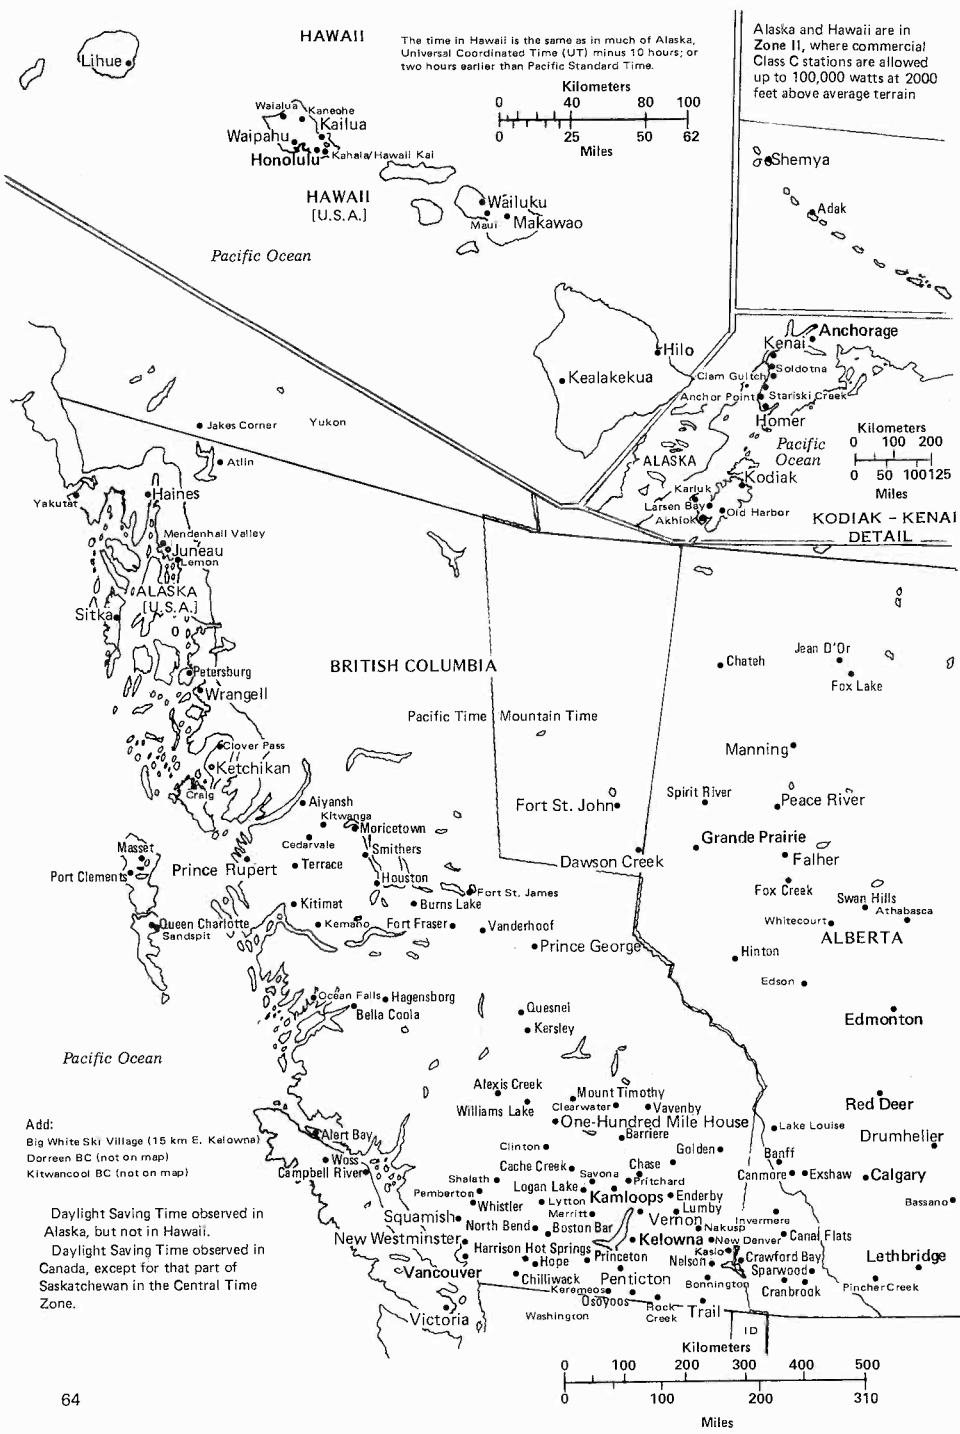 HAWAII
The time in Hawaii is the same as in much of Alaska,
Universal Coordinated Time (UT) minus 10 hours; or
two hours earlier than Pacific Standard Time.
Kilometers
0 40 80 100
0 25 50 62
Miles
Alaska and Hawaii are in
Zone II, where commercial
Class C stations are allowed
up to 100,000 watts at 2000
feet above average terrain
Lihue
Waialua
Kaneohe
Kailua
Waipahu
Honolulu
Kahala/Hawaii Kai
HAWAII
[U.S.A.]
Wailuku
Maui
Makawao
Pacific Ocean
Hilo
Kealakekua
Shemya
Adak
Anchorage
Kenai
Soldotna
Clam Gultch
Anchor Point
Stariski Creek
Homer
Pacific
Ocean
Kilometers
0 100 200
0 50 100 125
Miles
ALASKA
Kodiak
Karluk
Larsen Bay
Old Harbor
Akhiok
KODIAK – KENAI
DETAIL
Jakes Corner
Yukon
Atlin
Yakutat
Haines
Mendenhall Valley
Juneau
Lemon
ALASKA
[U.S.A.]
Sitka
Petersburg
Wrangell
Clover Pass
Ketchikan
Craig
BRITISH COLUMBIA
Pacific Time
Mountain Time
Chateh
Jean D'Or
Fox Lake
Manning
Spirit River
Peace River
Fort St. John
Grande Prairie
Dawson Creek
Falher
Fox Creek
Swan Hills
Athabasca
Whitecourt
ALBERTA
Hinton
Edson
Edmonton
Aiyansh
Kitwanga
Moricetown
Cedarvale
Smithers
Masset
Port Clements
Prince Rupert
Terrace
Houston
Fort St. James
Kitimat
Burns Lake
Queen Charlotte
Sandspit
Kemano
Fort Fraser
Vanderhoof
Prince George
Ocean Falls
Hagensborg
Bella Coola
Quesnel
Kersley
Pacific Ocean
Alexis Creek
Mount Timothy
Williams Lake
Clearwater
Vavenby
One-Hundred Mile House
Barriere
Red Deer
Lake Louise
Drumheller
Add:
Big White Ski Village (15 km E. Kelowna)
Dorreen BC (not on map)
Kitwancool BC (not on map)
Alert Bay
Woss
Campbell River
Clinton
Golden
Banff
Cache Creek
Chase
Canmore
Exshaw
Calgary
Shalath
Savona
Pritchard
Pemberton
Logan Lake
Kamloops
Enderby
Bassano
Whistler
Lytton
Lumby
Merritt
Squamish
Vernon
Invermere
North Bend
Boston Bar
Nakusp
Canal Flats
New Westminster
Kelowna
New Denver
Harrison Hot Springs
Kaslo
Crawford Bay
Lethbridge
Princeton
Nelson
Hope
Sparwood
Vancouver
Chilliwack
Penticton
Bonnington
Cranbrook
Pincher Creek
Keremeos
Osoyoos
Rock
Creek
Trail
Victoria
Washington
ID
Daylight Saving Time observed in
Alaska, but not in Hawaii.
Daylight Saving Time observed in
Canada, except for that part of
Saskatchewan in the Central Time
Zone.
Kilometers
0 100 200 300 400 500
0 100 200 310
Miles
64